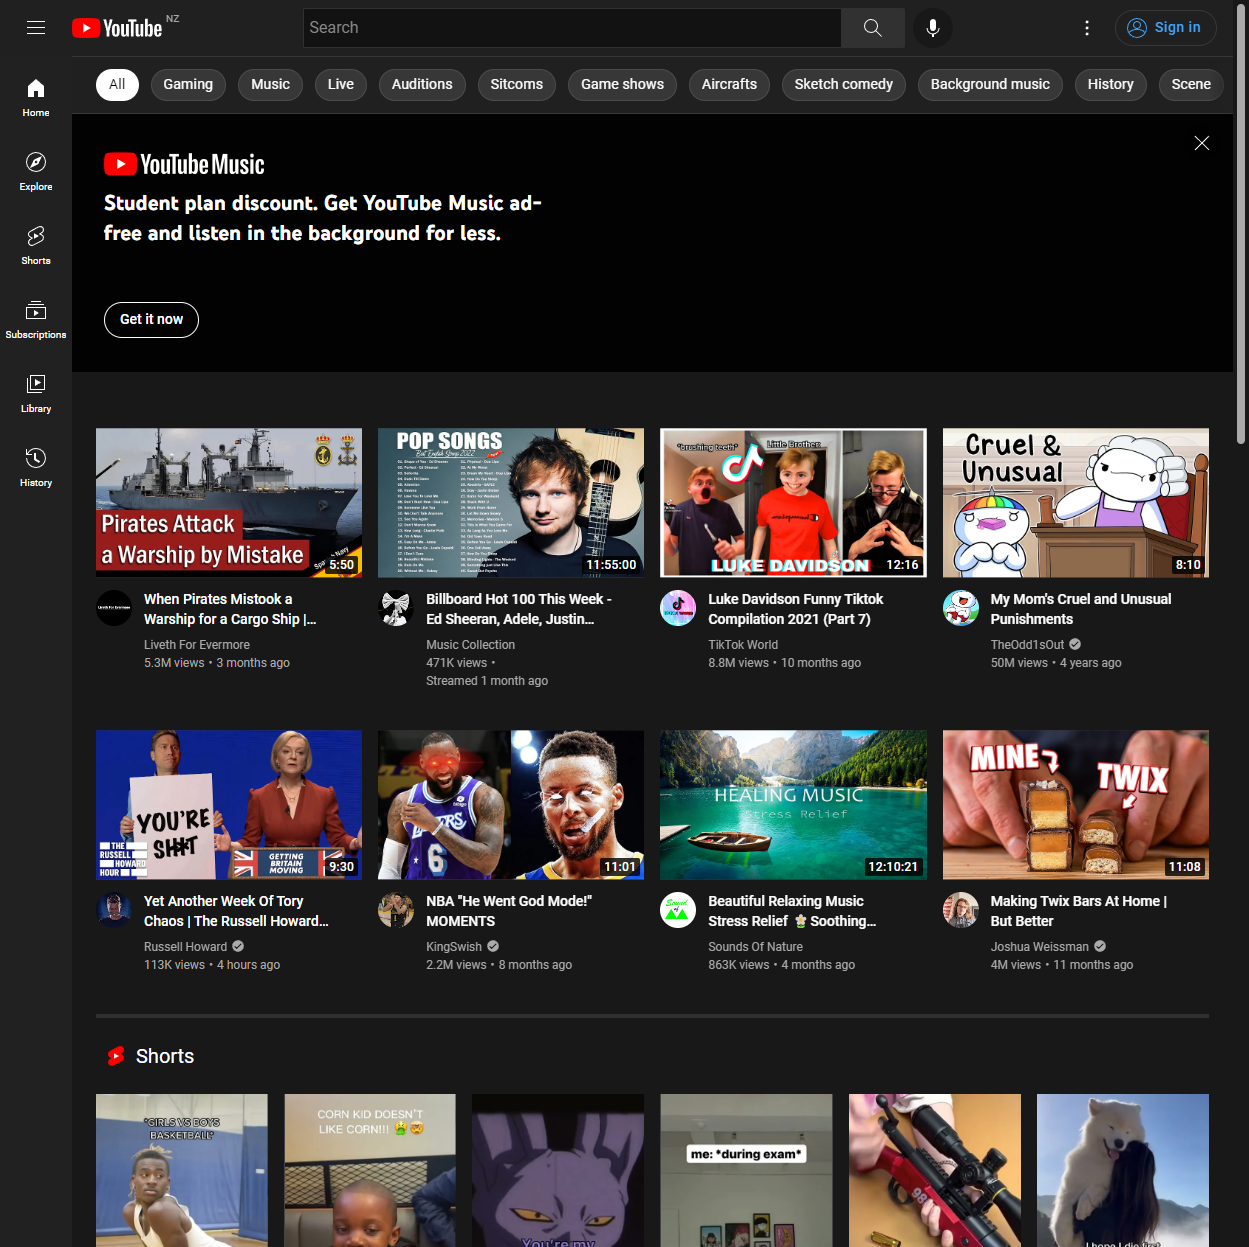 YouTube NZ
Search
Sign in
Home
Explore
Shorts
Subscriptions
Library
History
All
Gaming
Music
Live
Auditions
Sitcoms
Game shows
Aircrafts
Sketch comedy
Background music
History
Scene
YouTube Music
Student plan discount. Get YouTube Music ad-
free and listen in the background for less.
Get it now
Pirates Attack
a Warship by Mistake
5:50
When Pirates Mistook a
Warship for a Cargo Ship |...
Liveth For Evermore
5.3M views • 3 months ago
POP SONGS
Best English Songs 2022
11:55:00
Billboard Hot 100 This Week -
Ed Sheeran, Adele, Justin...
Music Collection
471K views •
Streamed 1 month ago
*brushing teeth*
Little Brother:
LUKE DAVIDSON
12:16
Luke Davidson Funny Tiktok
Compilation 2021 (Part 7)
TikTok World
8.8M views • 10 months ago
Cruel &
Unusual
8:10
My Mom's Cruel and Unusual
Punishments
TheOdd1sOut
50M views • 4 years ago
YOU'RE
SH*T
THE
RUSSELL
HOWARD
HOUR
GETTING
BRITAIN
MOVING
9:30
Yet Another Week Of Tory
Chaos | The Russell Howard...
Russell Howard
113K views • 4 hours ago
LAKERS
6
11:01
NBA "He Went God Mode!"
MOMENTS
KingSwish
2.2M views • 8 months ago
HEALING MUSIC
Stress Relief
12:10:21
Beautiful Relaxing Music
Stress Relief Soothing...
Sounds Of Nature
863K views • 4 months ago
MINE
TWIX
11:08
Making Twix Bars At Home |
But Better
Joshua Weissman
4M views • 11 months ago
Shorts
*GIRLS VS BOYS
BASKETBALL*
CORN KID DOESN'T
LIKE CORN!!!
You're my
me: *during exam*
98
I hope I die first